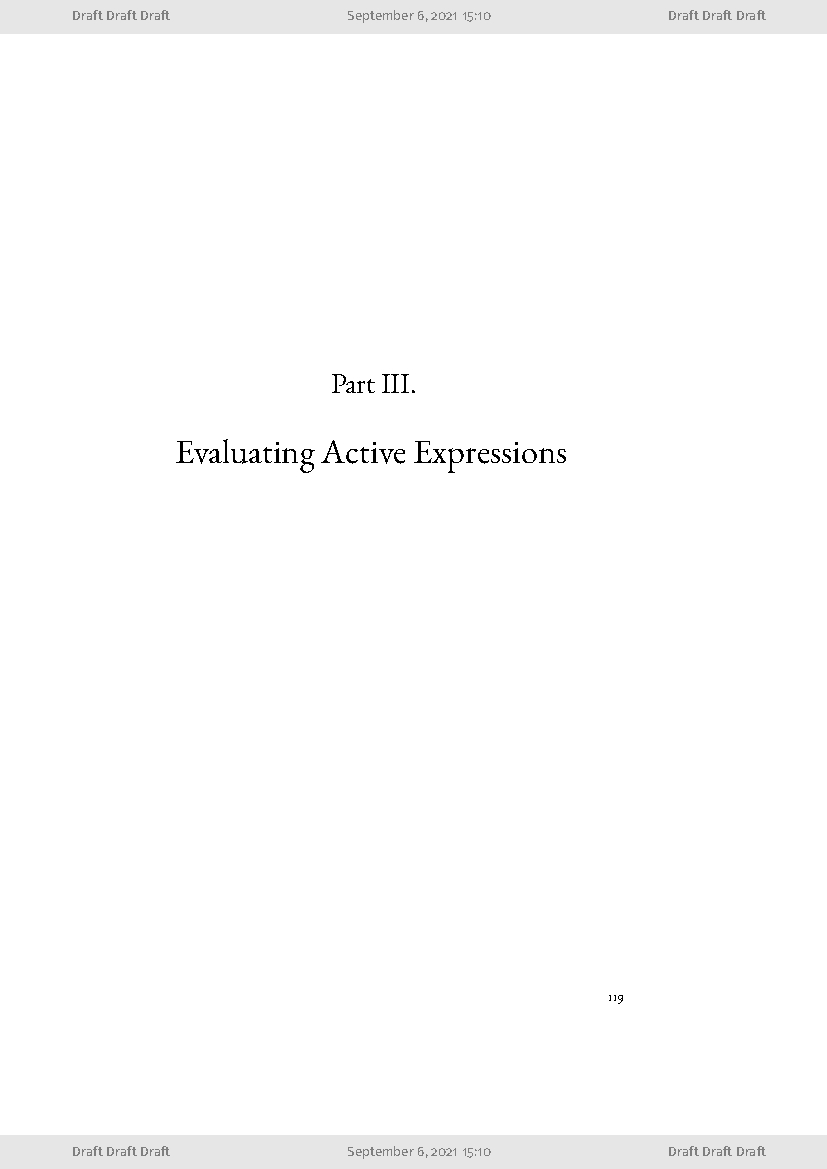 Draft Draft Draft September 6, 2021 15:10 Draft Draft Draft
Part III.
Evaluating Active Expressions
119
Draft Draft Draft September 6, 2021 15:10 Draft Draft Draft